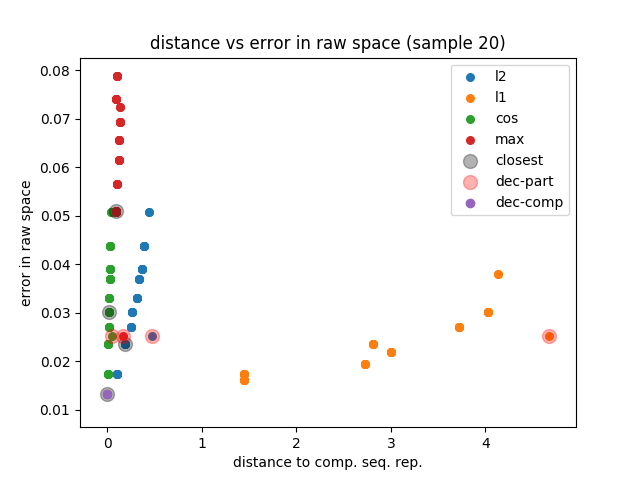 distance vs error in raw space (sample 20)
0.08
0.07
0.06
0.05
0.04
0.03
0.02
0.01
error in raw space
l2
l1
cos
max
closest
dec-part
dec-comp
0 1 2 3 4
distance to comp. seq. rep.